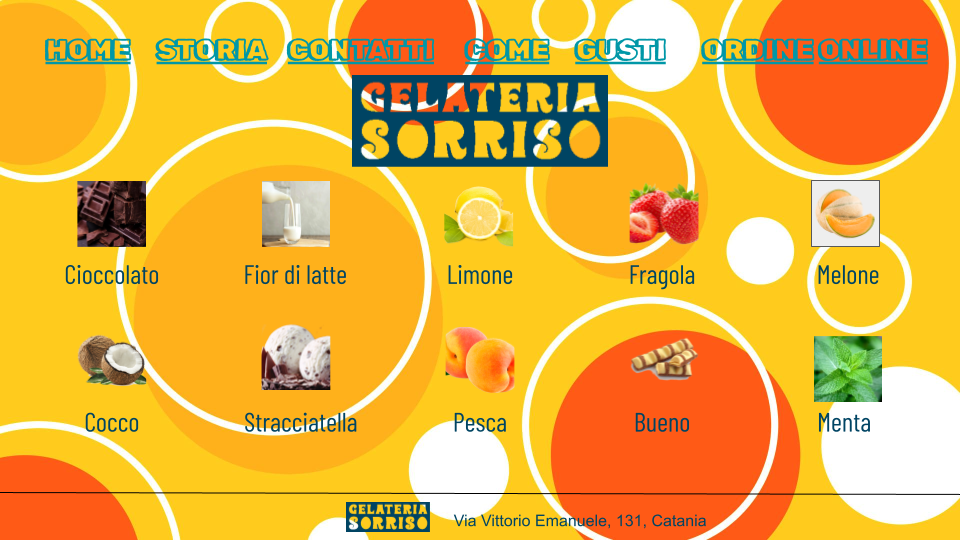 HOME STORIA CONTATTI COME GUSTI ORDINE ONLINE
GELATERIA
SORRISO
Cioccolato Fior di latte Limone Fragola Melone
Cocco Stracciatella Pesca Bueno Menta
GELATERIA
SORRISO
Via Vittorio Emanuele, 131, Catania